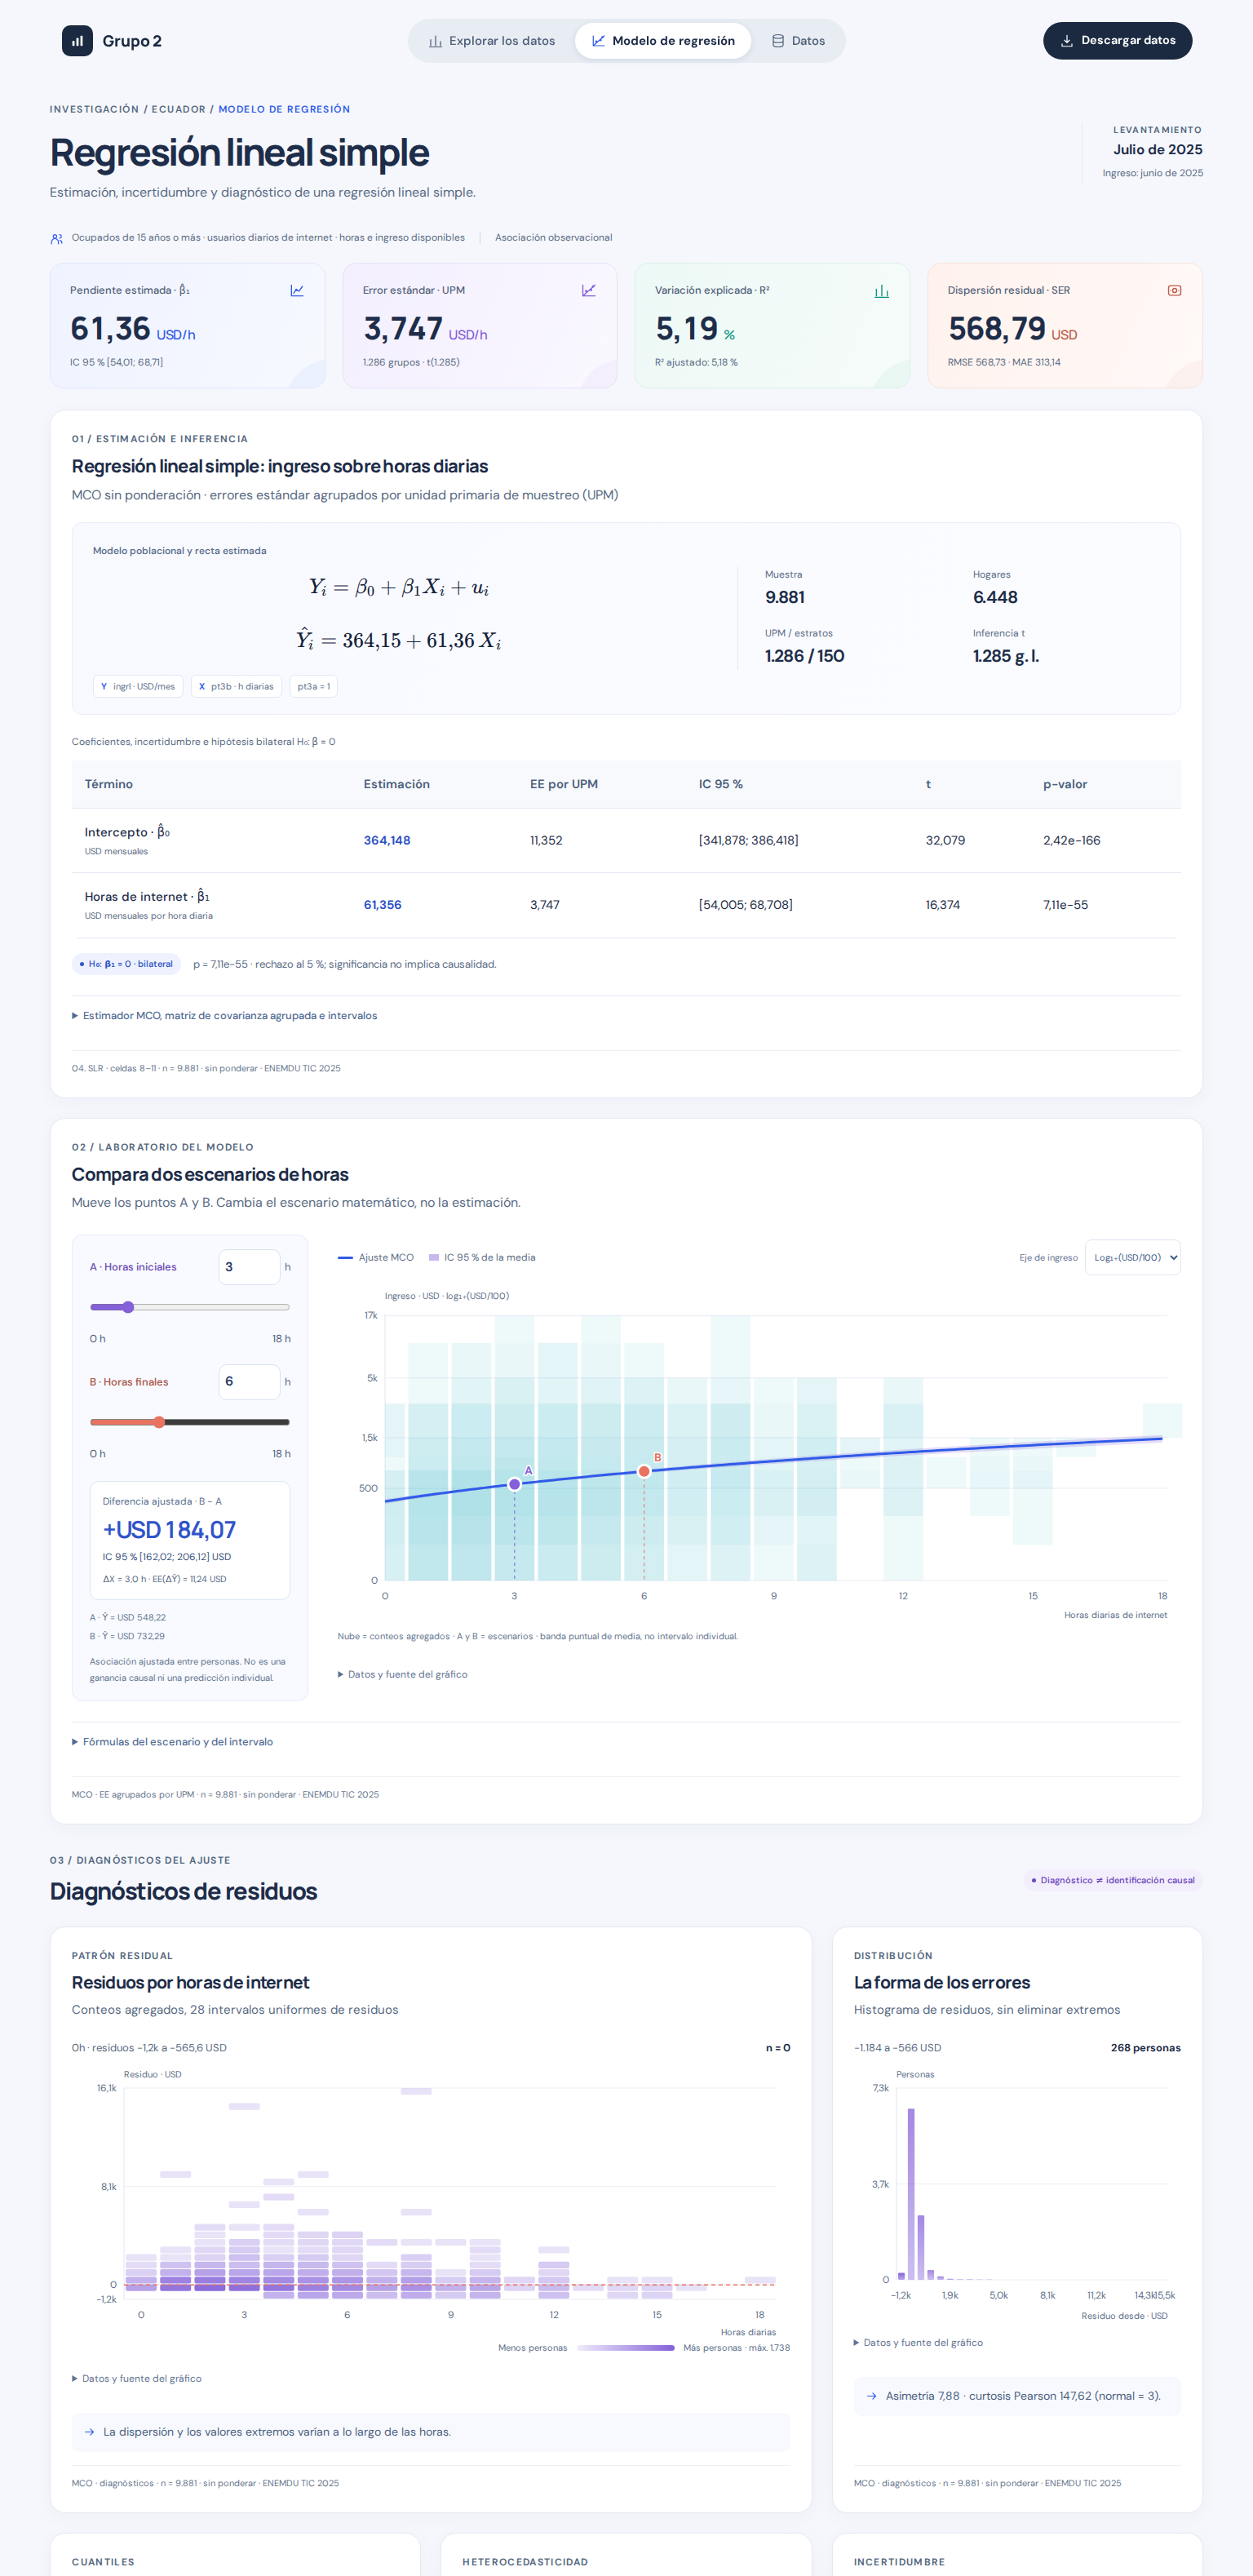 Grupo 2
Explorar los datos
Modelo de regresión
Datos
Descargar datos
INVESTIGACIÓN / ECUADOR / MODELO DE REGRESIÓN
Regresión lineal simple
Estimación, incertidumbre y diagnóstico de una regresión lineal simple.
LEVANTAMIENTO
Julio de 2025
Ingreso: junio de 2025
Ocupados de 15 años o más · usuarios diarios de internet · horas e ingreso disponibles
Asociación observacional
Pendiente estimada · β̂₁
61,36 USD/h
IC 95 % [54,01; 68,71]
Error estándar · UPM
3,747 USD/h
1.286 grupos · t(1.285)
Variación explicada · R²
5,19 %
R² ajustado: 5,18 %
Dispersión residual · SER
568,79 USD
RMSE 568,73 · MAE 313,14
01 / ESTIMACIÓN E INFERENCIA
Regresión lineal simple: ingreso sobre horas diarias
MCO sin ponderación · errores estándar agrupados por unidad primaria de muestreo (UPM)
Modelo poblacional y recta estimada
Yᵢ = β₀ + β₁Xᵢ + uᵢ
Ŷᵢ = 364,15 + 61,36 Xᵢ
Y ingrl · USD/mes
X pt3b · h diarias
pt3a = 1
Muestra
9.881
Hogares
6.448
UPM / estratos
1.286 / 150
Inferencia t
1.285 g. l.
Coeficientes, incertidumbre e hipótesis bilateral H₀: β = 0
Término Estimación EE por UPM IC 95 % t p-valor
Intercepto · β̂₀
USD mensuales
364,148 11,352 [341,878; 386,418] 32,079 2,42e-166
Horas de internet · β̂₁
USD mensuales por hora diaria
61,356 3,747 [54,005; 68,708] 16,374 7,11e-55
H₀: β₁ = 0 · bilateral
p = 7,11e-55 · rechazo al 5 %; significancia no implica causalidad.
Estimador MCO, matriz de covarianza agrupada e intervalos
04. SLR · celdas 8–11 · n = 9.881 · sin ponderar · ENEMDU TIC 2025
02 / LABORATORIO DEL MODELO
Compara dos escenarios de horas
Mueve los puntos A y B. Cambia el escenario matemático, no la estimación.
A · Horas iniciales 3 h
0 h 18 h
B · Horas finales 6 h
0 h 18 h
Diferencia ajustada · B − A
+USD 184,07
IC 95 % [162,02; 206,12] USD
ΔX = 3,0 h · EE(ΔŶ) = 11,24 USD
A · Ŷ = USD 548,22
B · Ŷ = USD 732,29
Asociación ajustada entre personas. No es una
ganancia causal ni una predicción individual.
Ajuste MCO
IC 95 % de la media
Eje de ingreso
Log₁₊(USD/100)
Ingreso · USD · log₁₊(USD/100)
17k
5k
1,5k
500
0
A
B
0 3 6 9 12 15 18
Horas diarias de internet
Nube = conteos agregados · A y B = escenarios · banda puntual de media, no intervalo individual.
Datos y fuente del gráfico
Fórmulas del escenario y del intervalo
MCO · EE agrupados por UPM · n = 9.881 · sin ponderar · ENEMDU TIC 2025
03 / DIAGNÓSTICOS DEL AJUSTE
Diagnósticos de residuos
Diagnóstico ≠ identificación causal
PATRÓN RESIDUAL
Residuos por horas de internet
Conteos agregados, 28 intervalos uniformes de residuos
0h · residuos −1,2k a −565,6 USD
n = 0
Residuo · USD
16,1k
8,1k
0
−1,2k
0 3 6 9 12 15 18
Horas diarias
Menos personas
Más personas · máx. 1.738
Datos y fuente del gráfico
→ La dispersión y los valores extremos varían a lo largo de las horas.
MCO · diagnósticos · n = 9.881 · sin ponderar · ENEMDU TIC 2025
DISTRIBUCIÓN
La forma de los errores
Histograma de residuos, sin eliminar extremos
−1.184 a −566 USD
268 personas
Personas
7,3k
3,7k
0
−1,2k 1,9k 5,0k 8,1k 11,2k 14,3k 15,5k
Residuo desde · USD
Datos y fuente del gráfico
→ Asimetría 7,88 · curtosis Pearson 147,62 (normal = 3).
MCO · diagnósticos · n = 9.881 · sin ponderar · ENEMDU TIC 2025
CUANTILES
HETEROCEDASTICIDAD
INCERTIDUMBRE